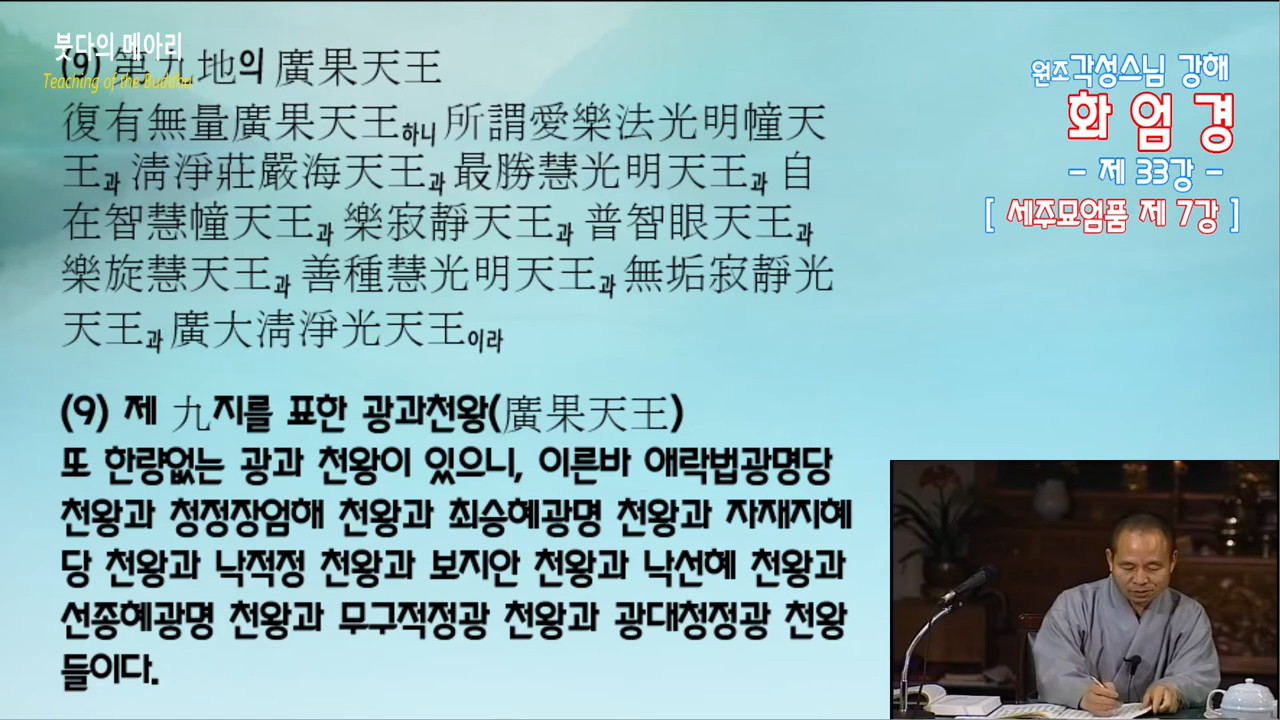 붓다의 메아리
Teaching of the Buddha
(9) 第九地의 廣果天王
復有無量廣果天王하니 所謂愛樂法光明幢天
王과 淸淨莊嚴海天王과 最勝慧光明天王과 自
在智慧幢天王과 樂寂靜天王과 普智眼天王과
樂旋慧天王과 善種慧光明天王과 無垢寂靜光
天王과 廣大淸淨光天王이라
(9) 제 九지를 표한 광과천왕(廣果天王)
또 한량없는 광과 천왕이 있으니, 이른바 애락법광명당
천왕과 청정장엄해 천왕과 최승혜광명 천왕과 자재지혜
당 천왕과 낙적정 천왕과 보지안 천왕과 낙선혜 천왕과
선종혜광명 천왕과 무구적정광 천왕과 광대청정광 천왕
들이다.
원조각성스님 강해
화엄경
- 제 33강 -
[ 세주묘엄품 제 7강 ]